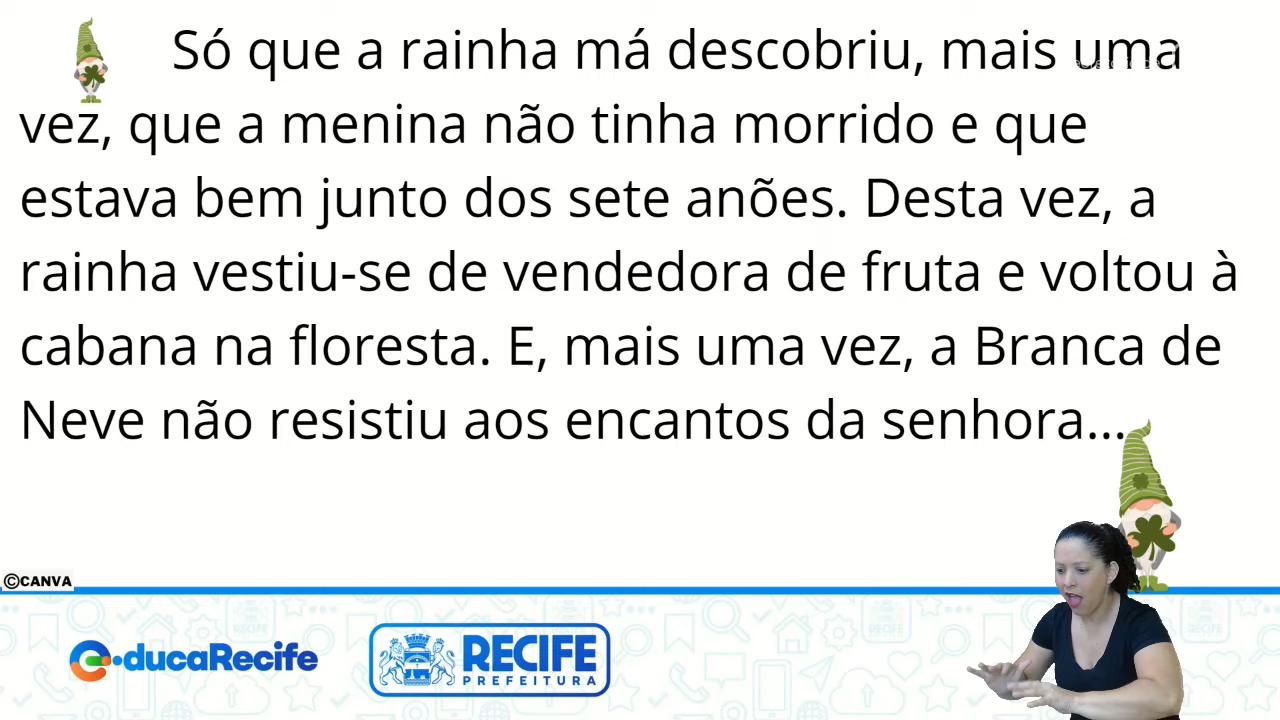 Só que a rainha má descobriu, mais uma
vez, que a menina não tinha morrido e que
estava bem junto dos sete anões. Desta vez, a
rainha vestiu-se de vendedora de fruta e voltou à
cabana na floresta. E, mais uma vez, a Branca de
Neve não resistiu aos encantos da senhora...
©CANVA
educaRecife
RECIFE
PREFEITURA